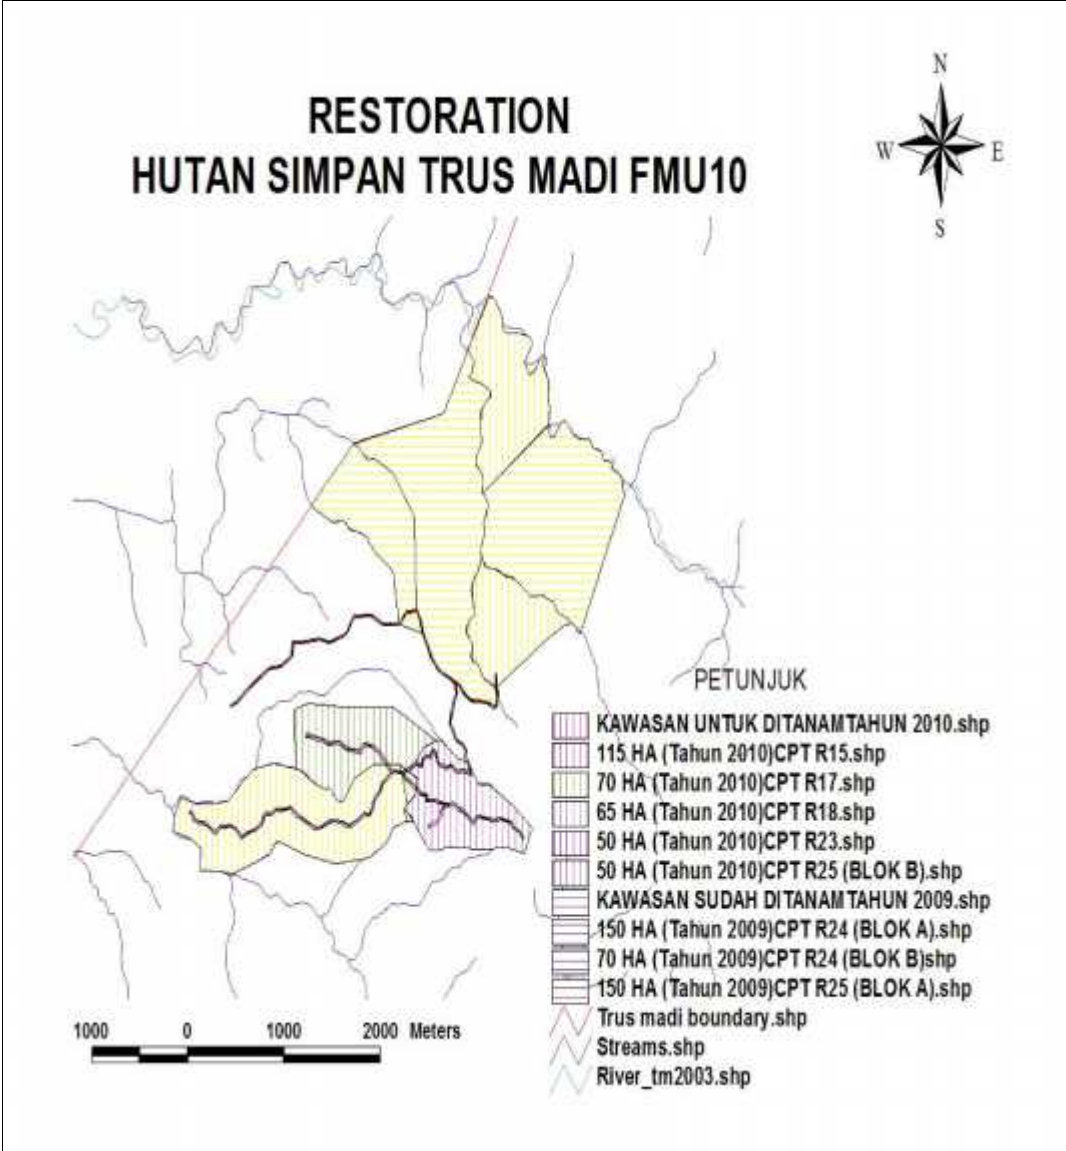 N
RESTORATION
HUTAN SIMPAN TRUS MADI FMU10
W E
S
PETUNJUK
KAWASAN UNTUK DITANAM TAHUN 2010.shp
115 HA (Tahun 2010)CPT R15.shp
70 HA (Tahun 2010)CPT R17.shp
65 HA (Tahun 2010)CPT R18.shp
50 HA (Tahun 2010)CPT R23.shp
50 HA (Tahun 2010)CPT R25 (BLOK B).shp
KAWASAN SUDAH DITANAM TAHUN 2009.shp
150 HA (Tahun 2009)CPT R24 (BLOK A).shp
70 HA (Tahun 2009)CPT R24 (BLOK B)shp
150 HA (Tahun 2009)CPT R25 (BLOK A).shp
Trus madi boundary.shp
Streams.shp
River_tm2003.shp
1000 0 1000 2000 Meters